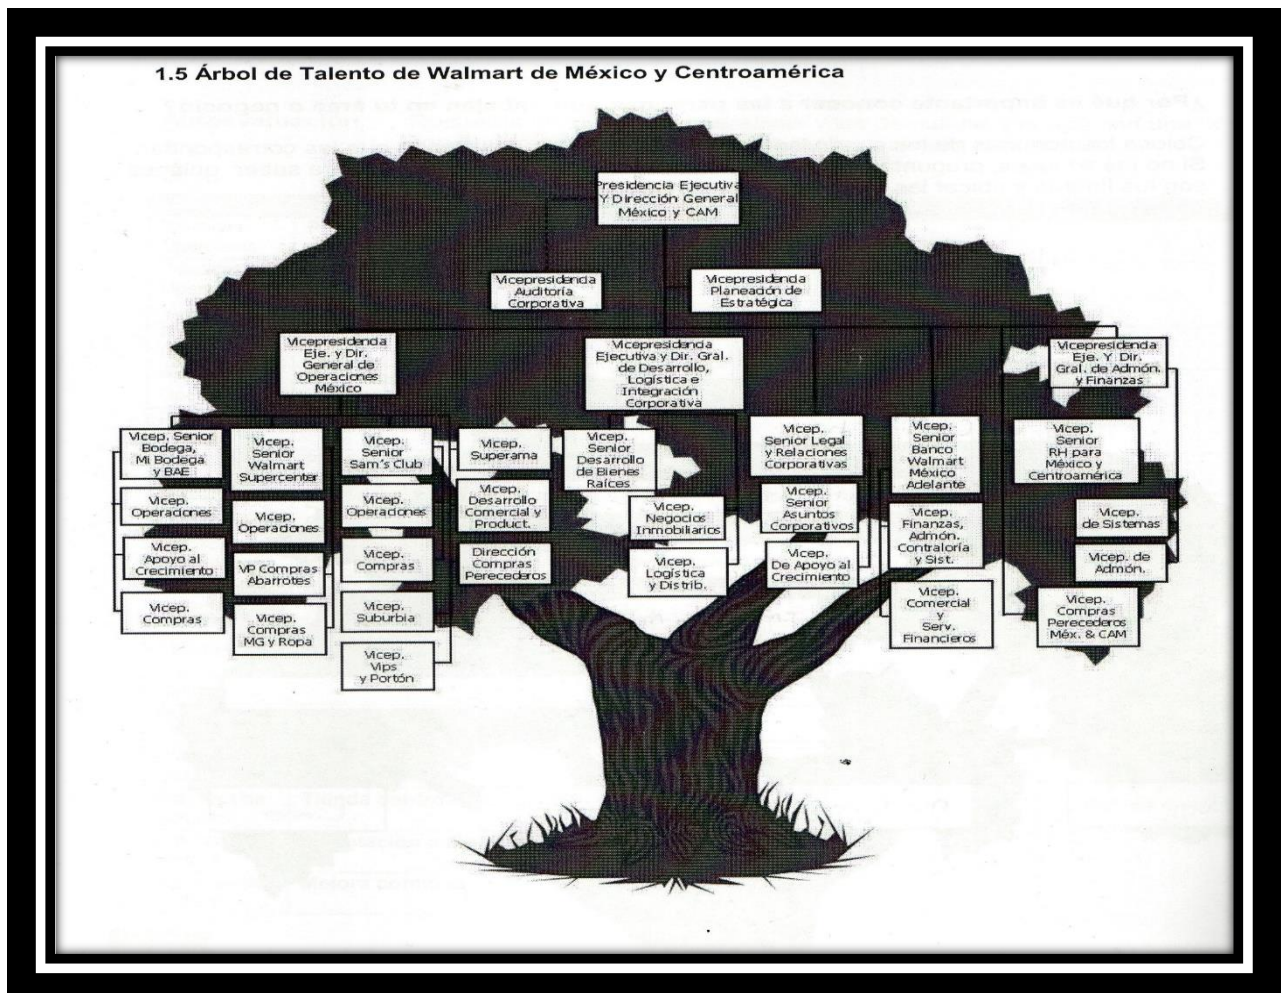 1.5 Árbol de Talento de Walmart de México y Centroamérica
Presidencia Ejecutiva
Y Dirección General
México y CAM
Vicepresidencia
Auditoría
Corporativa
Vicepresidencia
Planeación de
Estratégica
Vicepresidencia
Eje. y Dir.
General de
Operaciones
México
Vicepresidencia
Ejecutiva y Dir. Gral.
de Desarrollo,
Logística e
Integración
Corporativa
Vicepresidencia
Eje. Y Dir.
Gral. de Admón.
y Finanzas
Vicep. Senior
Bodega,
Mi Bodega
y BAE
Vicep.
Operaciones
Vicep.
Apoyo al
Crecimiento
Vicep.
Compras
Vicep.
Senior
Walmart
Supercenter
Vicep.
Operaciones
VP Compras
Abarrotes
Vicep.
Compras
MG y Ropa
Vicep.
Senior
Sam's Club
Vicep.
Operaciones
Vicep.
Compras
Vicep.
Suburbia
Vicep.
Vips
y Portón
Vicep.
Superama
Vicep.
Desarrollo
Comercial y
Product.
Dirección
Compras
Perecederos
Vicep.
Senior
Desarrollo
de Bienes
Raíces
Vicep.
Negocios
Inmobiliarios
Vicep.
Logística
y Distrib.
Vicep.
Senior Legal
y Relaciones
Corporativas
Vicep.
Senior
Asuntos
Corporativos
Vicep.
De Apoyo al
Crecimiento
Vicep.
Senior
Banco
Walmart
México
Adelante
Vicep.
Finanzas,
Admón.
Contraloría
y Sist.
Vicep.
Comercial
y
Serv.
Financieros
Vicep.
Senior
RH para
México y
Centroamérica
Vicep.
de Sistemas
Vicep. de
Admón.
Vicep.
Compras
Perecederos
Méx. & CAM